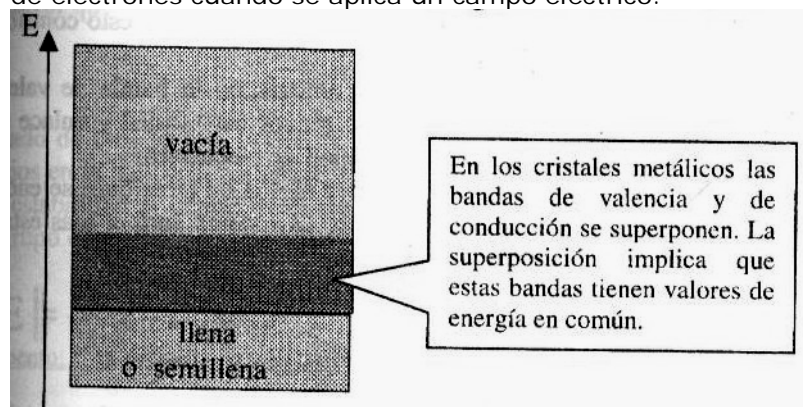 de electrones cuando se aplica un campo eléctrico.
E
vacía
llena
o semillena
En los cristales metálicos las
bandas de valencia y de
conducción se superponen. La
superposición implica que
estas bandas tienen valores de
energía en común.